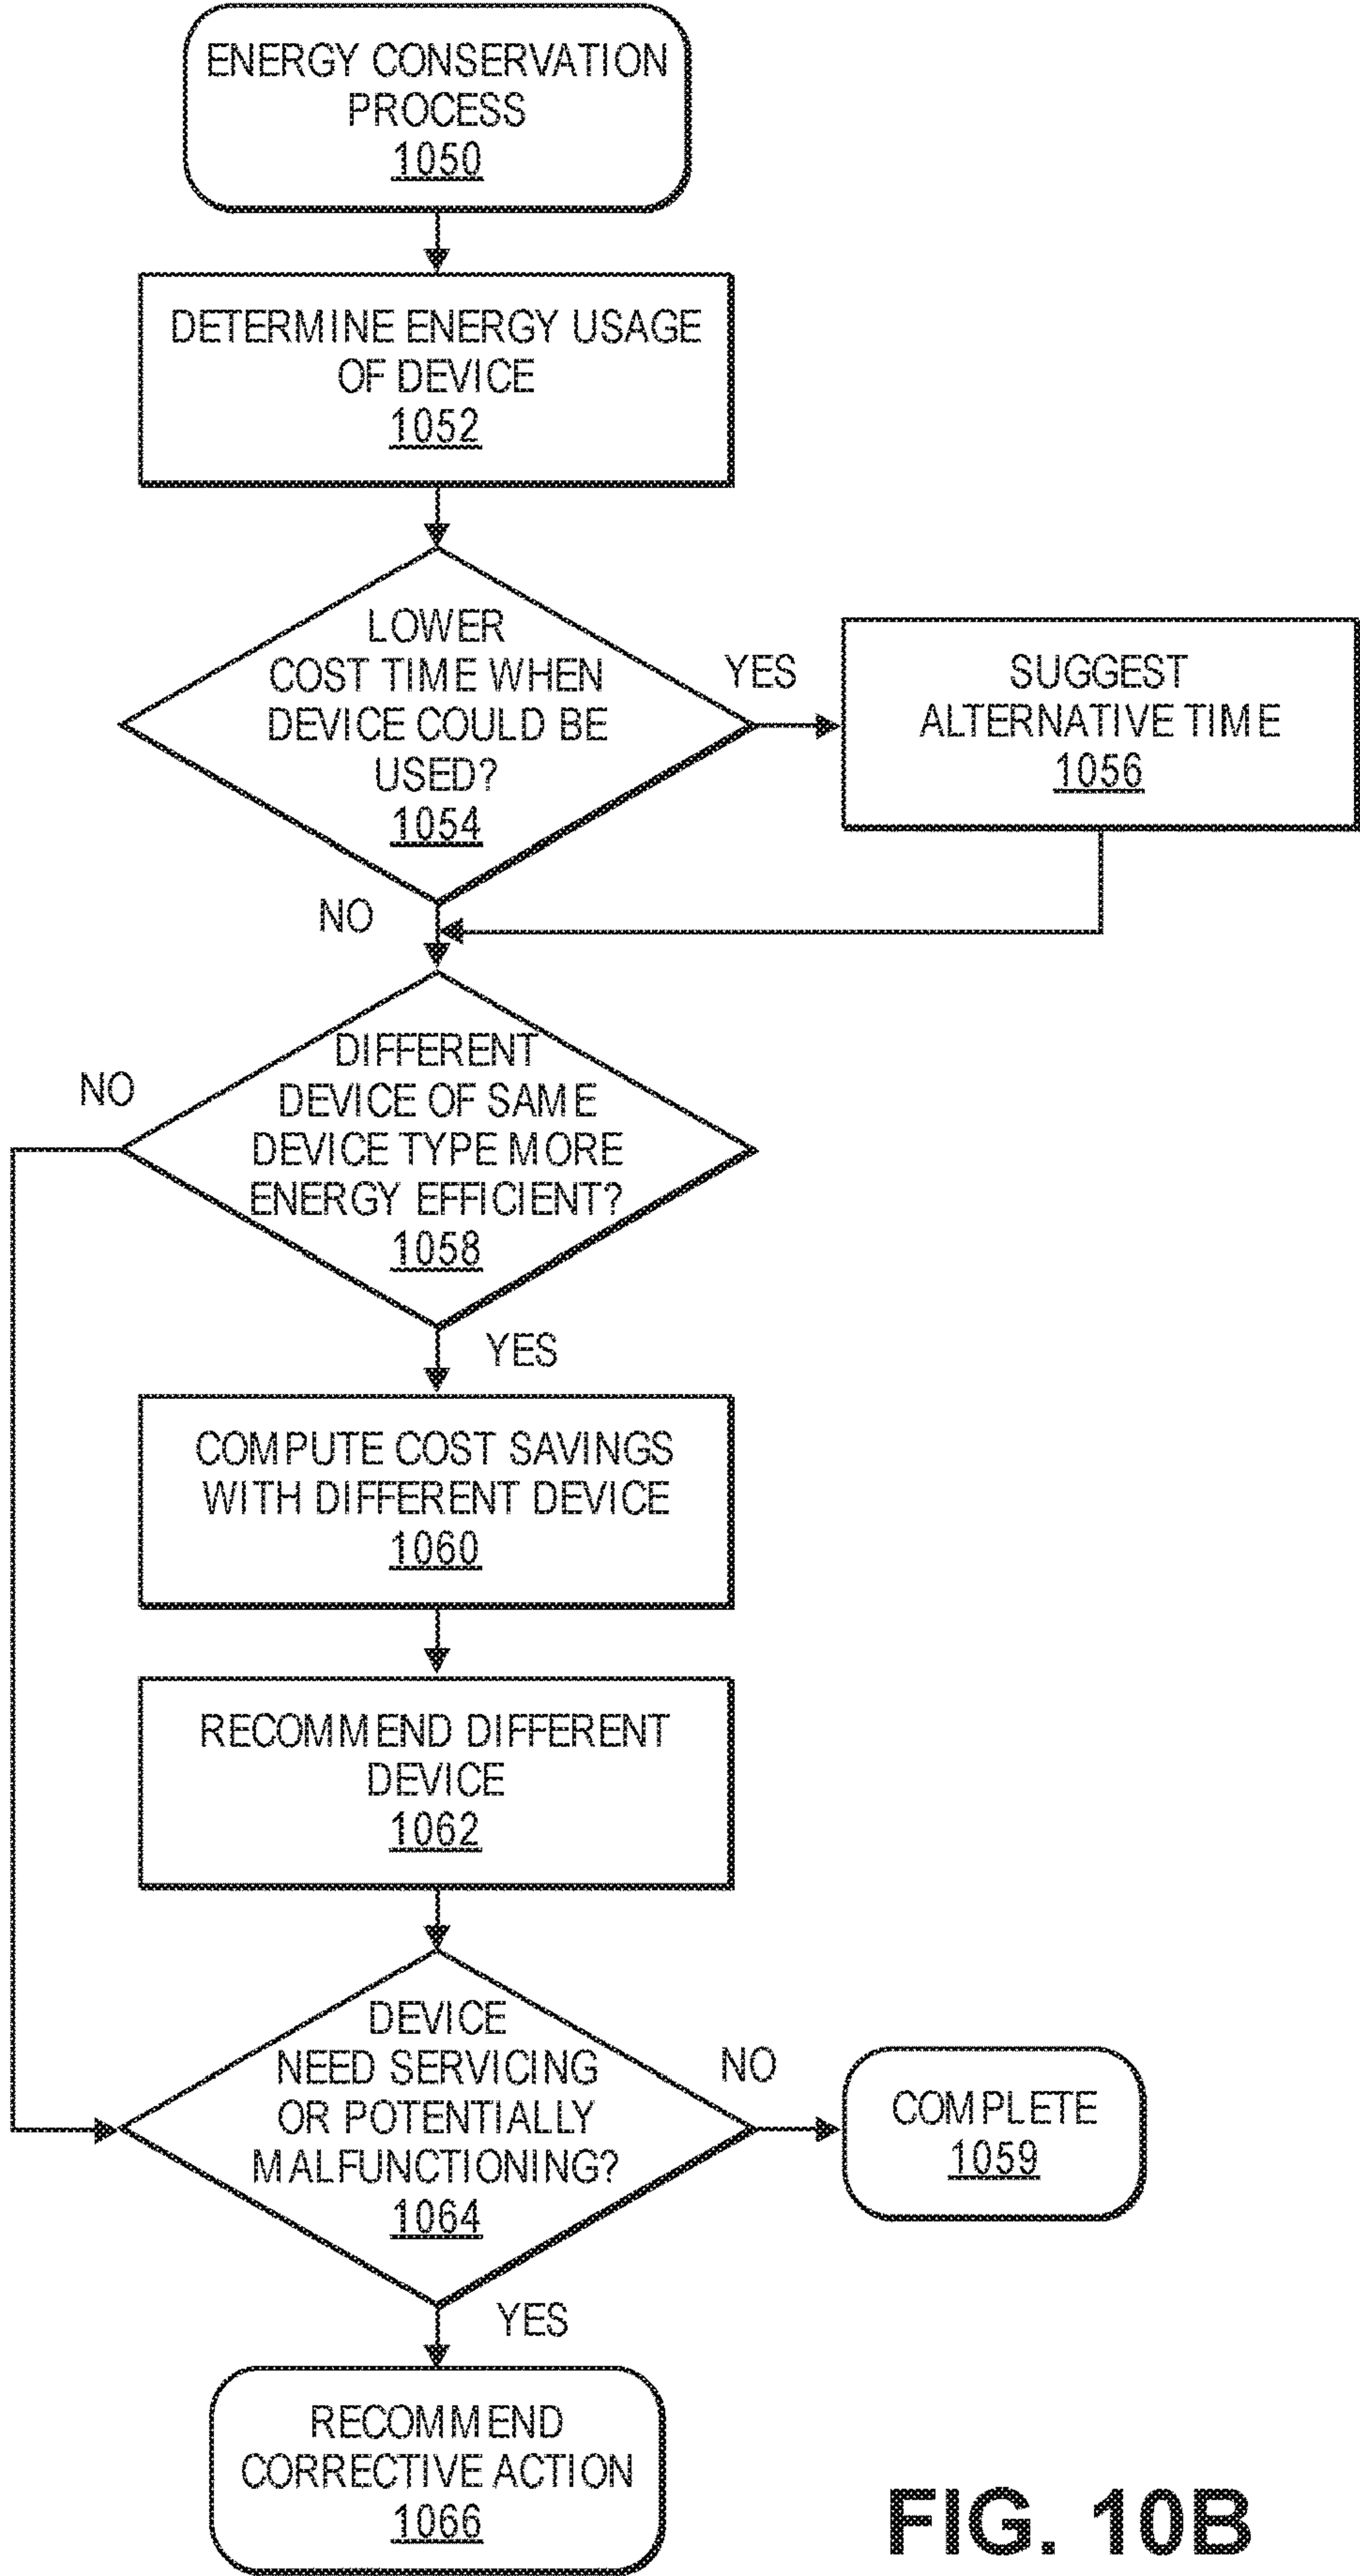 ENERGY CONSERVATION
PROCESS
1050
DETERMINE ENERGY USAGE
OF DEVICE
1052
LOWER
COST TIME WHEN
DEVICE COULD BE
USED?
1054
YES
SUGGEST
ALTERNATIVE TIME
1056
NO
DIFFERENT
DEVICE OF SAME
DEVICE TYPE MORE
ENERGY EFFICIENT?
1058
NO
YES
COMPUTE COST SAVINGS
WITH DIFFERENT DEVICE
1060
RECOMMEND DIFFERENT
DEVICE
1062
DEVICE
NEED SERVICING
OR POTENTIALLY
MALFUNCTIONING?
1064
NO
COMPLETE
1059
YES
RECOMMEND
CORRECTIVE ACTION
1066
FIG. 10B